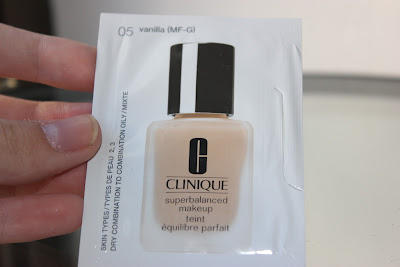 05 vanilla (MF-G)
SKIN TYPES/TYPES DE PEAU 2, 3
DRY COMBINATION TO COMBINATION OILY/MIXTE
C
CLINIQUE
superbalanced
makeup
teint
équilibre parfait